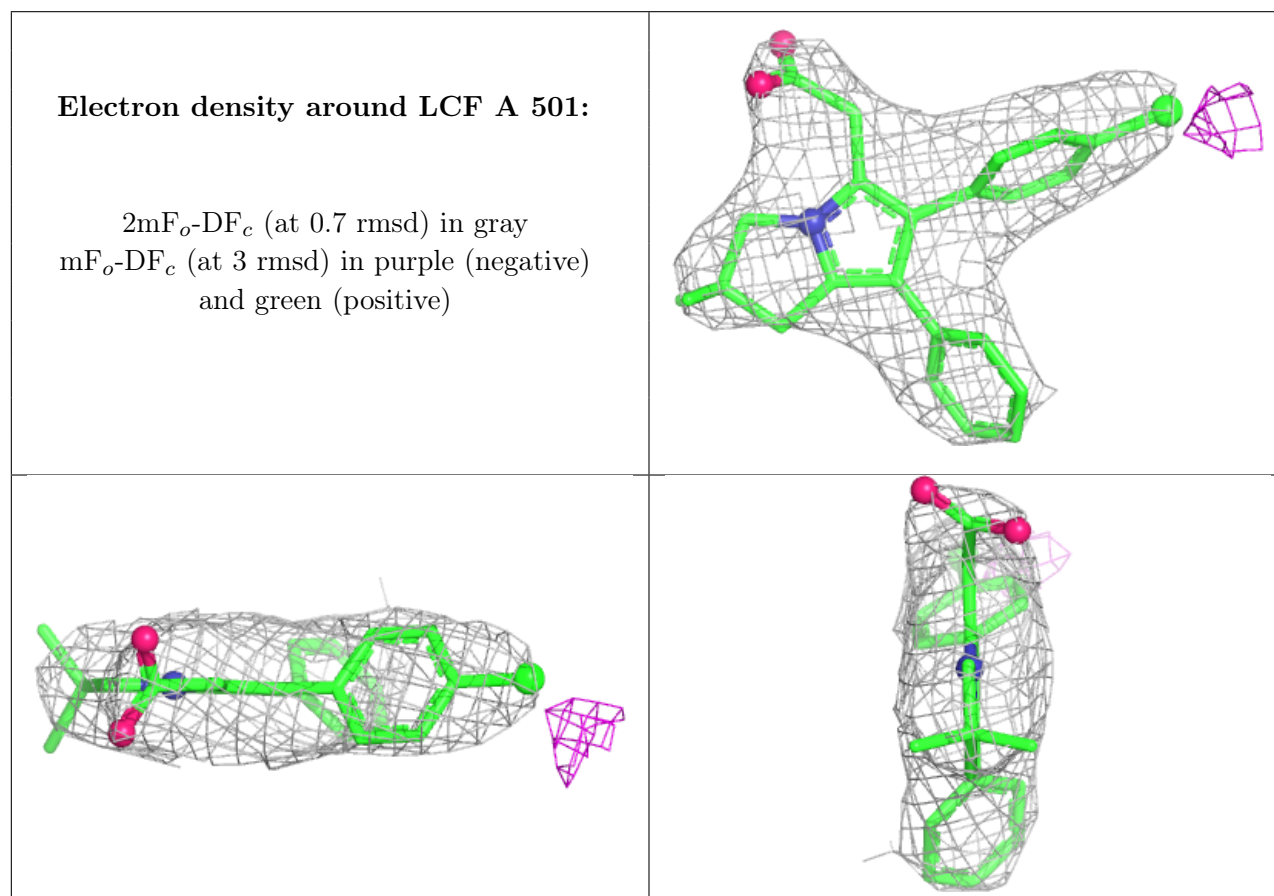 Electron density around LCF A 501:
2mFₒ-DF𝒸 (at 0.7 rmsd) in gray
mFₒ-DF𝒸 (at 3 rmsd) in purple (negative)
and green (positive)